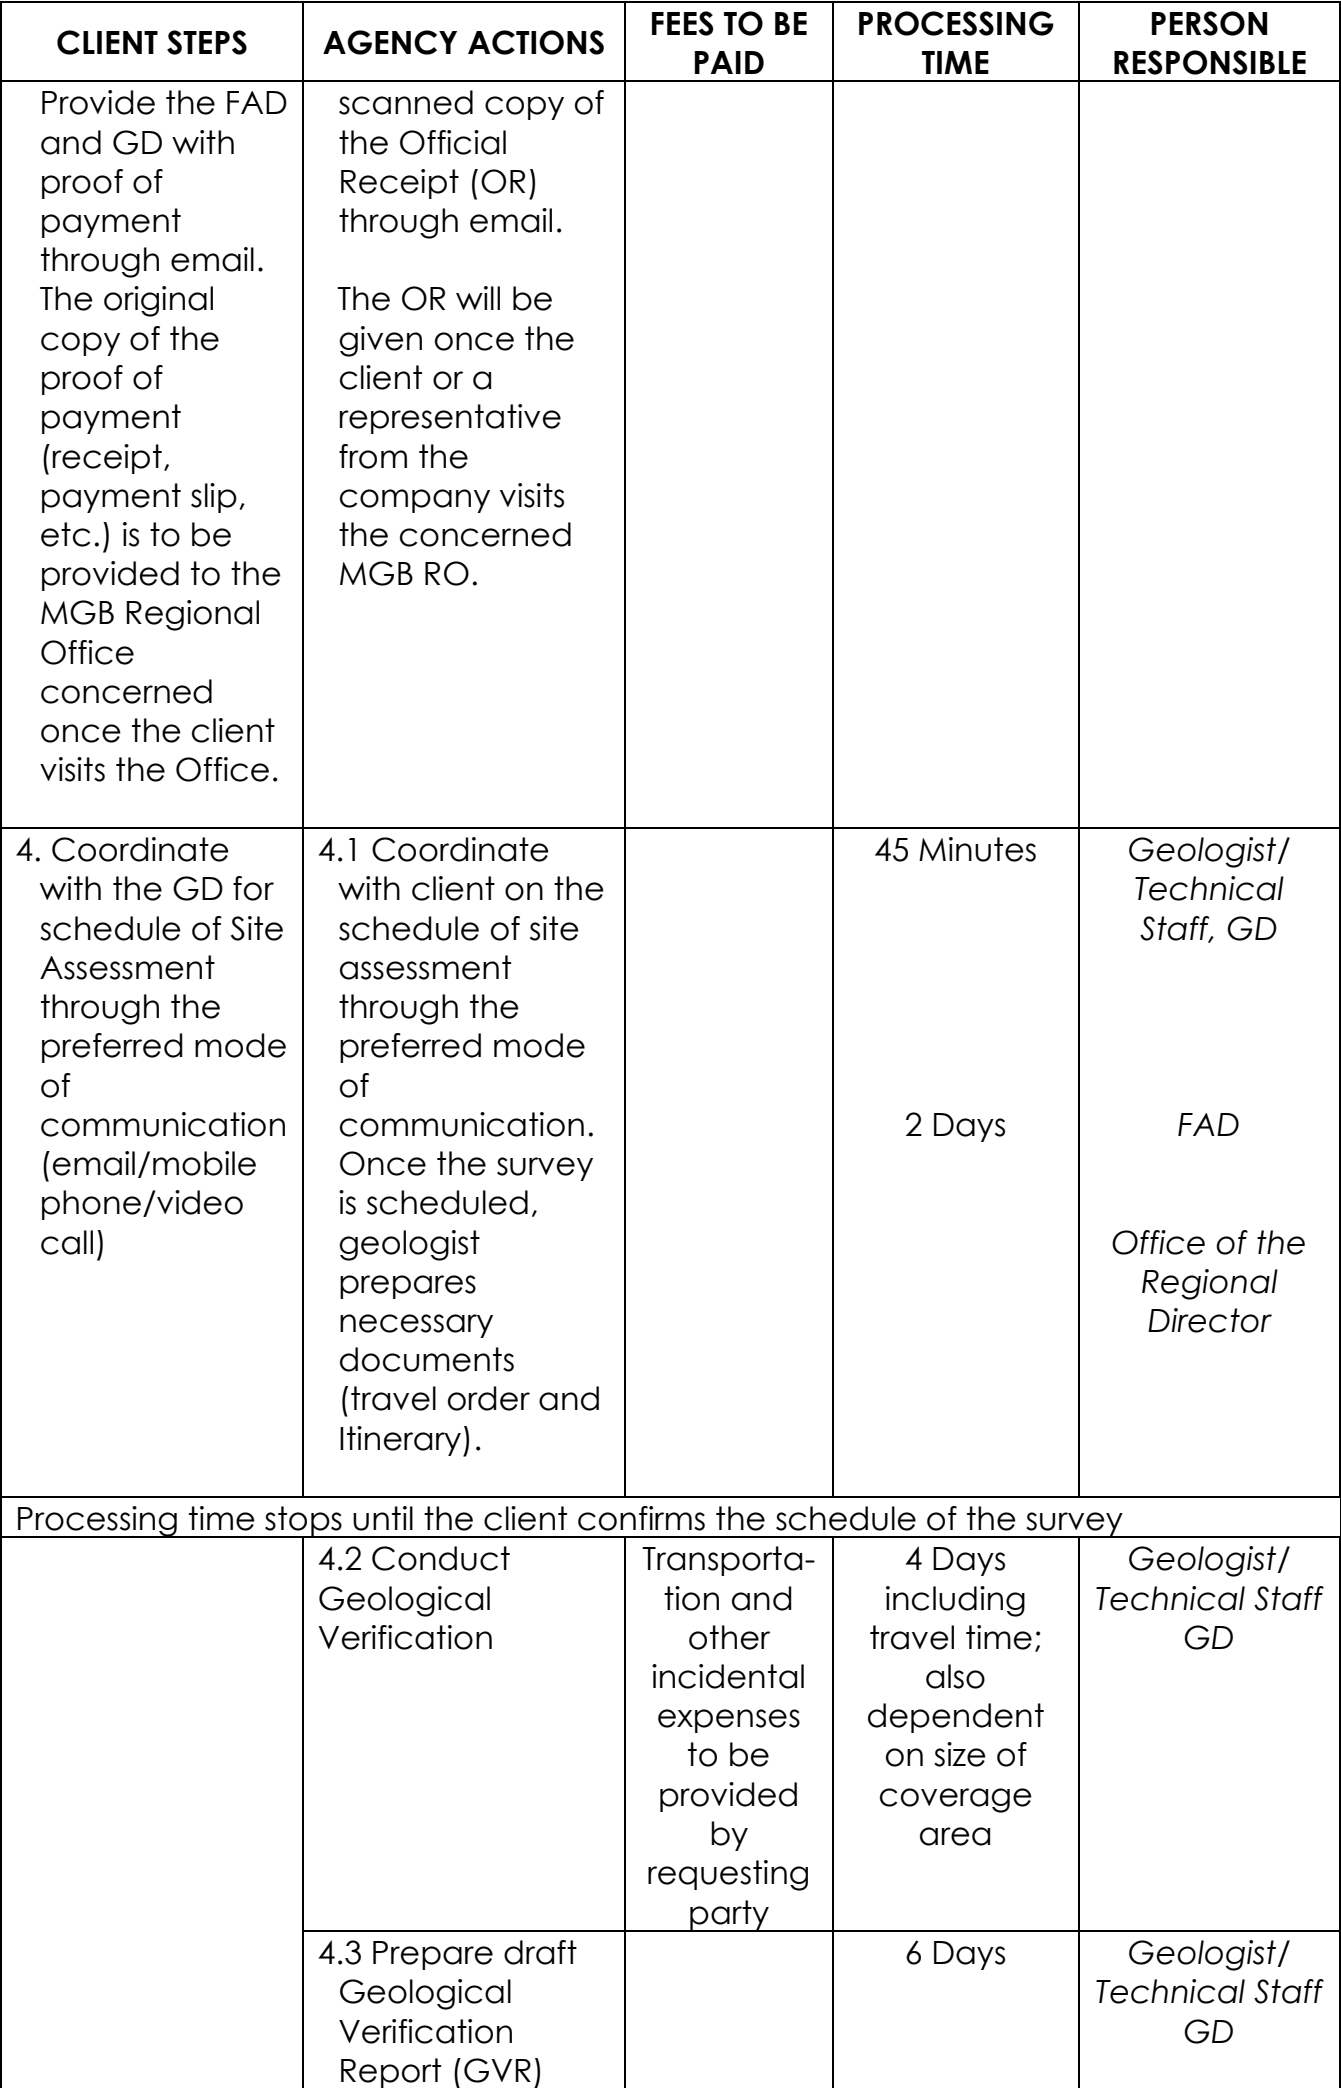 CLIENT STEPS
AGENCY ACTIONS
FEES TO BE
PAID
PROCESSING
TIME
PERSON
RESPONSIBLE
Provide the FAD
and GD with
proof of
payment
through email.
The original
copy of the
proof of
payment
(receipt,
payment slip,
etc.) is to be
provided to the
MGB Regional
Office
concerned
once the client
visits the Office.
scanned copy of
the Official
Receipt (OR)
through email.
The OR will be
given once the
client or a
representative
from the
company visits
the concerned
MGB RO.
4. Coordinate
with the GD for
schedule of Site
Assessment
through the
preferred mode
of
communication
(email/mobile
phone/video
call)
4.1 Coordinate
with client on the
schedule of site
assessment
through the
preferred mode
of
communication.
Once the survey
is scheduled,
geologist
prepares
necessary
documents
(travel order and
Itinerary).
45 Minutes
2 Days
Geologist/
Technical
Staff, GD
FAD
Office of the
Regional
Director
Processing time stops until the client confirms the schedule of the survey
4.2 Conduct
Geological
Verification
Transporta-
tion and
other
incidental
expenses
to be
provided
by
requesting
party
4 Days
including
travel time;
also
dependent
on size of
coverage
area
Geologist/
Technical Staff
GD
4.3 Prepare draft
Geological
Verification
Report (GVR)
6 Days
Geologist/
Technical Staff
GD